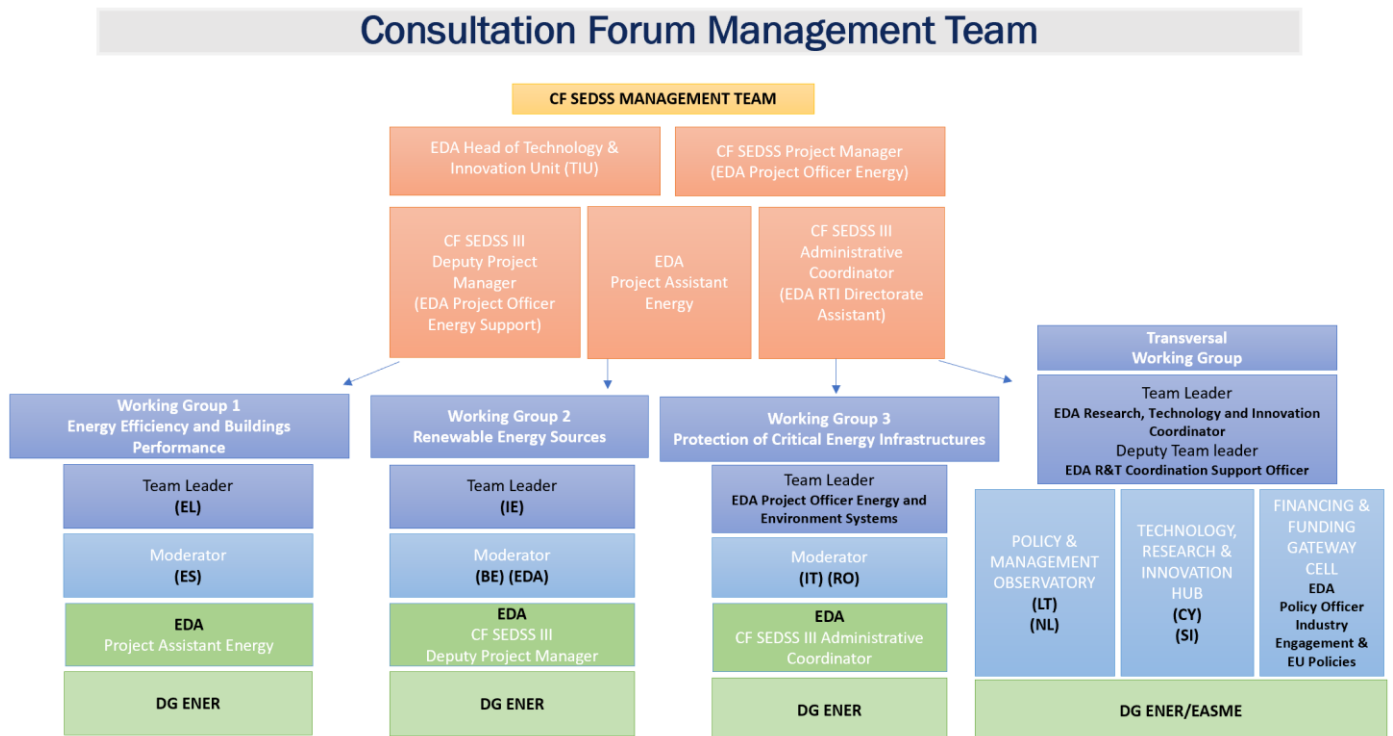 Consultation Forum Management Team
CF SEDSS MANAGEMENT TEAM
EDA Head of Technology &
Innovation Unit (TIU)
CF SEDSS Project Manager
(EDA Project Officer Energy)
CF SEDSS III
Deputy Project
Manager
(EDA Project Officer
Energy Support)
EDA
Project Assistant
Energy
CF SEDSS III
Administrative
Coordinator
(EDA RTI Directorate
Assistant)
Working Group 1
Energy Efficiency and Buildings
Performance
Team Leader
(EL)
Moderator
(ES)
EDA
Project Assistant Energy
DG ENER
Working Group 2
Renewable Energy Sources
Team Leader
(IE)
Moderator
(BE) (EDA)
EDA
CF SEDSS III
Deputy Project Manager
DG ENER
Working Group 3
Protection of Critical Energy Infrastructures
Team Leader
EDA Project Officer Energy and
Environment Systems
Moderator
(IT) (RO)
EDA
CF SEDSS III Administrative
Coordinator
DG ENER
Transversal
Working Group
Team Leader
EDA Research, Technology and Innovation
Coordinator
Deputy Team leader
EDA R&T Coordination Support Officer
POLICY &
MANAGEMENT
OBSERVATORY
(LT)
(NL)
TECHNOLOGY,
RESEARCH &
INNOVATION
HUB
(CY)
(SI)
FINANCING &
FUNDING
GATEWAY
CELL
EDA
Policy Officer
Industry
Engagement &
EU Policies
DG ENER/EASME